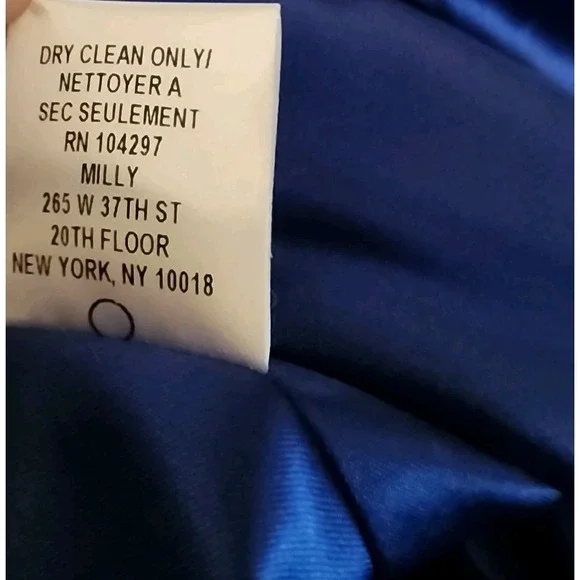 DRY CLEAN ONLY/
NETTOYER A
SEC SEULEMENT
RN 104297
MILLY
265 W 37TH ST
20TH FLOOR
NEW YORK, NY 10018